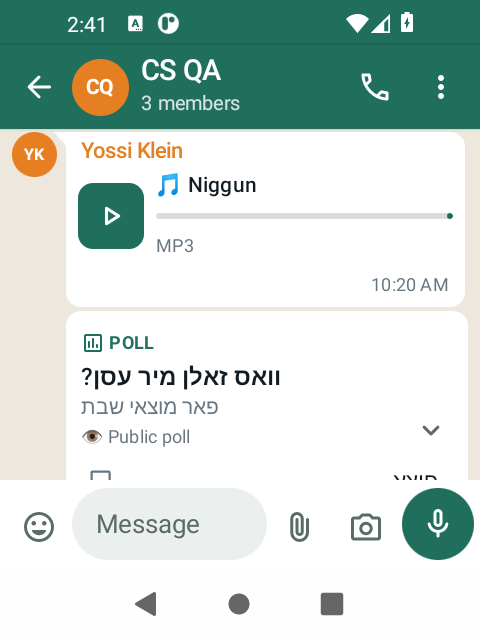 2:41
CQ
CS QA
3 members
YK
Yossi Klein
🎵 Niggun
MP3
10:20 AM
POLL
וואס זאלן מיר עסן?
פאר מוצאי שבת
👁️ Public poll
Message